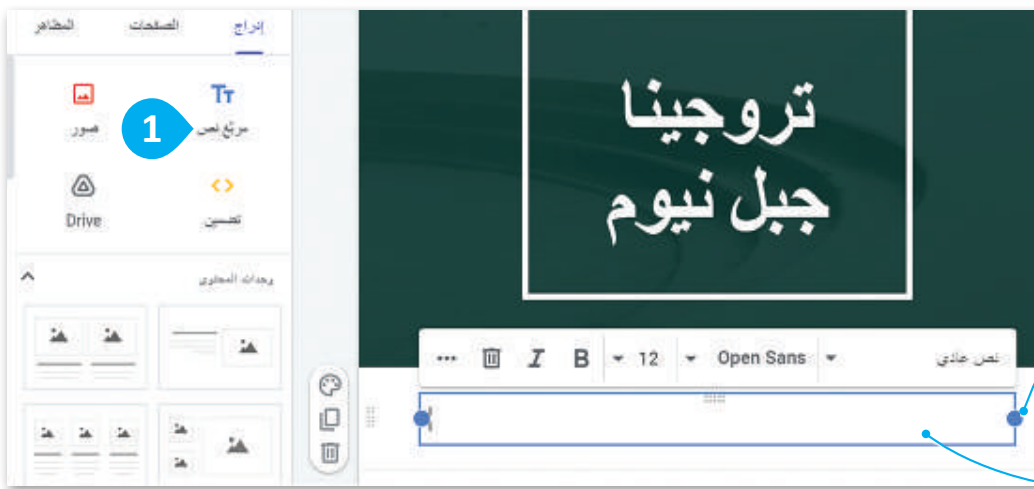 إدراج الصفحات المظاهر
مربع نص
صور
1
تضمين
Drive
وحدات المحتوى
تروجينا
جبل نيوم
نص عادي Open Sans 12 B I